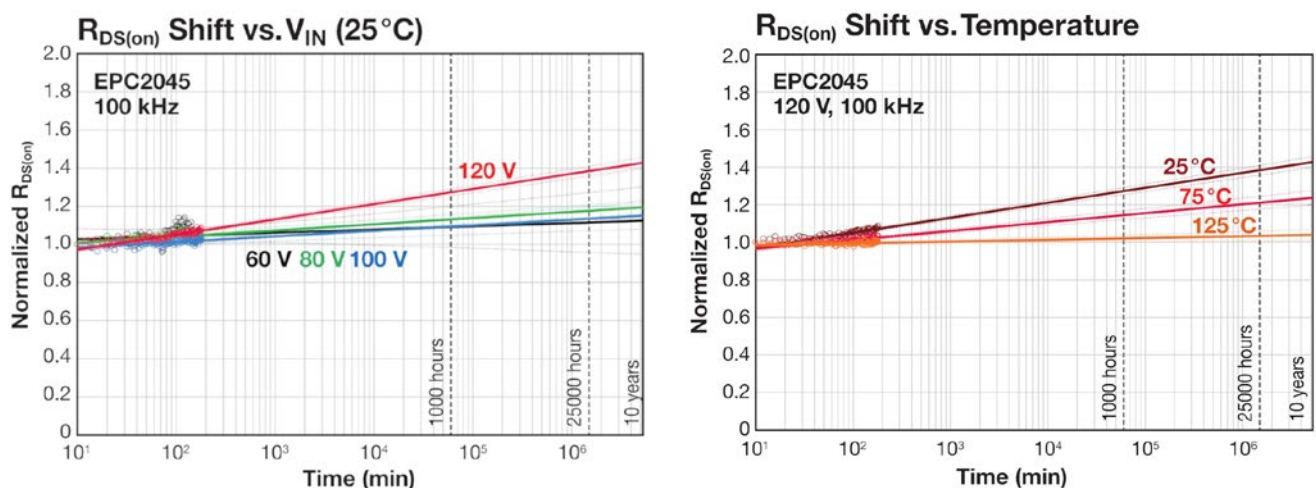 R_DS(on) Shift vs. V_IN (25°C)
2.0
1.8
1.6
1.4
1.2
1.0
0.8
0.6
0.4
0.2
0
Normalized R_DS(on)
EPC2045
100 kHz
120 V
60 V 80 V 100 V
1000 hours
25000 hours
10 years
10¹ 10² 10³ 10⁴ 10⁵ 10⁶
Time (min)
R_DS(on) Shift vs. Temperature
2.0
1.8
1.6
1.4
1.2
1.0
0.8
0.6
0.4
0.2
0
Normalized R_DS(on)
EPC2045
120 V, 100 kHz
25°C
75°C
125°C
1000 hours
25000 hours
10 years
10¹ 10² 10³ 10⁴ 10⁵ 10⁶
Time (min)